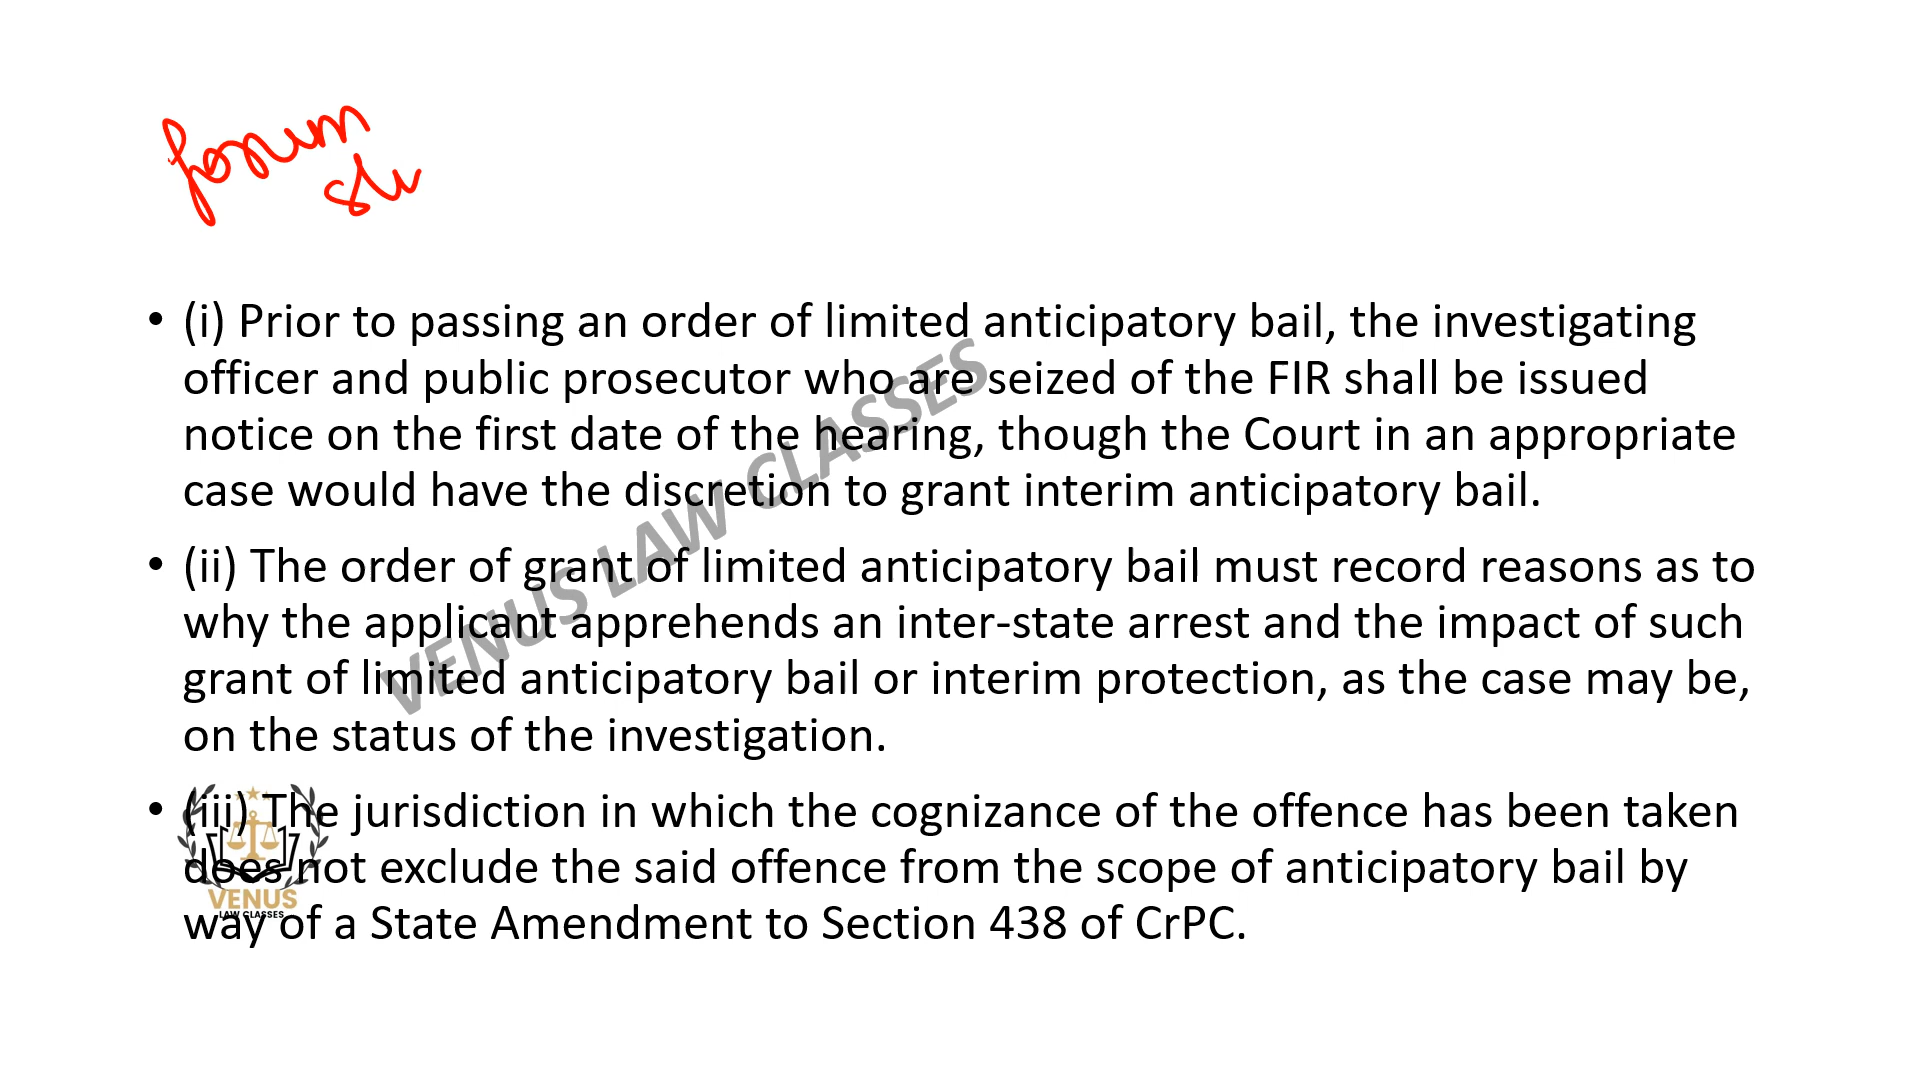 forum
• (i) Prior to passing an order of limited anticipatory bail, the investigating
officer and public prosecutor who are seized of the FIR shall be issued
notice on the first date of the hearing, though the Court in an appropriate
case would have the discretion to grant interim anticipatory bail.
• (ii) The order of grant of limited anticipatory bail must record reasons as to
why the applicant apprehends an inter-state arrest and the impact of such
grant of limited anticipatory bail or interim protection, as the case may be,
on the status of the investigation.
• (iii) The jurisdiction in which the cognizance of the offence has been taken
does not exclude the said offence from the scope of anticipatory bail by
way of a State Amendment to Section 438 of CrPC.
VENUS LAW CLASSES
VENUS
LAW CLASSES